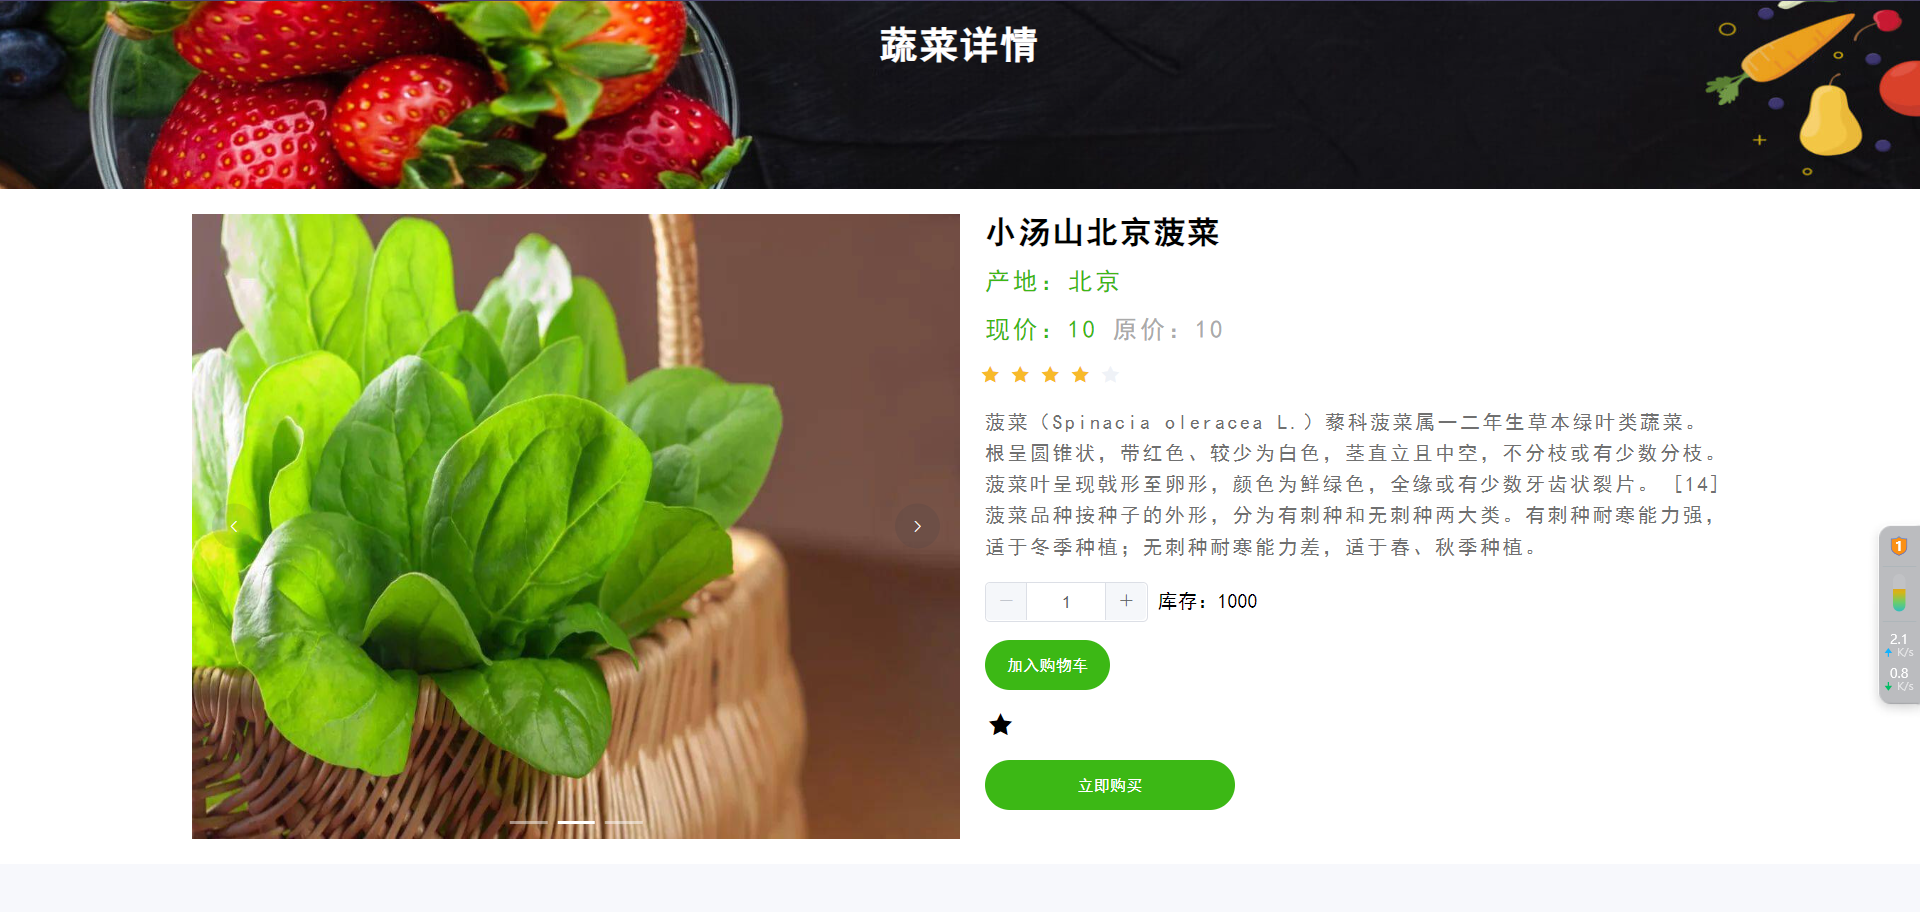 蔬菜详情
小汤山北京菠菜
产地：北京
现价：10 原价：10
菠菜（Spinacia oleracea L.）藜科菠菜属一二年生草本绿叶类蔬菜。
根呈圆锥状，带红色、较少为白色，茎直立且中空，不分枝或有少数分枝。
菠菜叶呈现戟形至卵形，颜色为鲜绿色，全缘或有少数牙齿状裂片。 [14]
菠菜品种按种子的外形，分为有刺种和无刺种两大类。有刺种耐寒能力强，
适于冬季种植；无刺种耐寒能力差，适于春、秋季种植。
1 库存：1000
加入购物车
立即购买
1
2.1
K/s
0.8
K/s